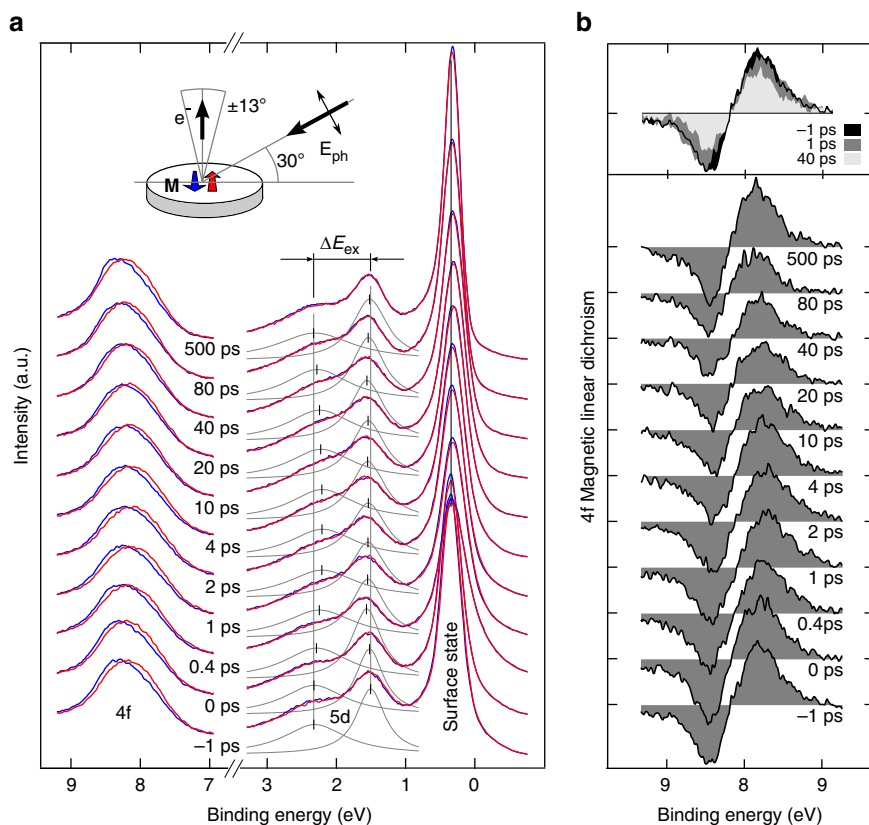 a
//
e-
±13°
Eph
30°
M
ΔEex
500 ps
80 ps
40 ps
20 ps
10 ps
4 ps
2 ps
1 ps
0.4 ps
0 ps
−1 ps
4f
5d
Surface state
Intensity (a.u.)
//
9 8 7 3 2 1 0
Binding energy (eV)
b
−1 ps
1 ps
40 ps
500 ps
80 ps
40 ps
20 ps
10 ps
4 ps
2 ps
1 ps
0.4ps
0 ps
−1 ps
4f Magnetic linear dichroism
9 8 9
Binding energy (eV)